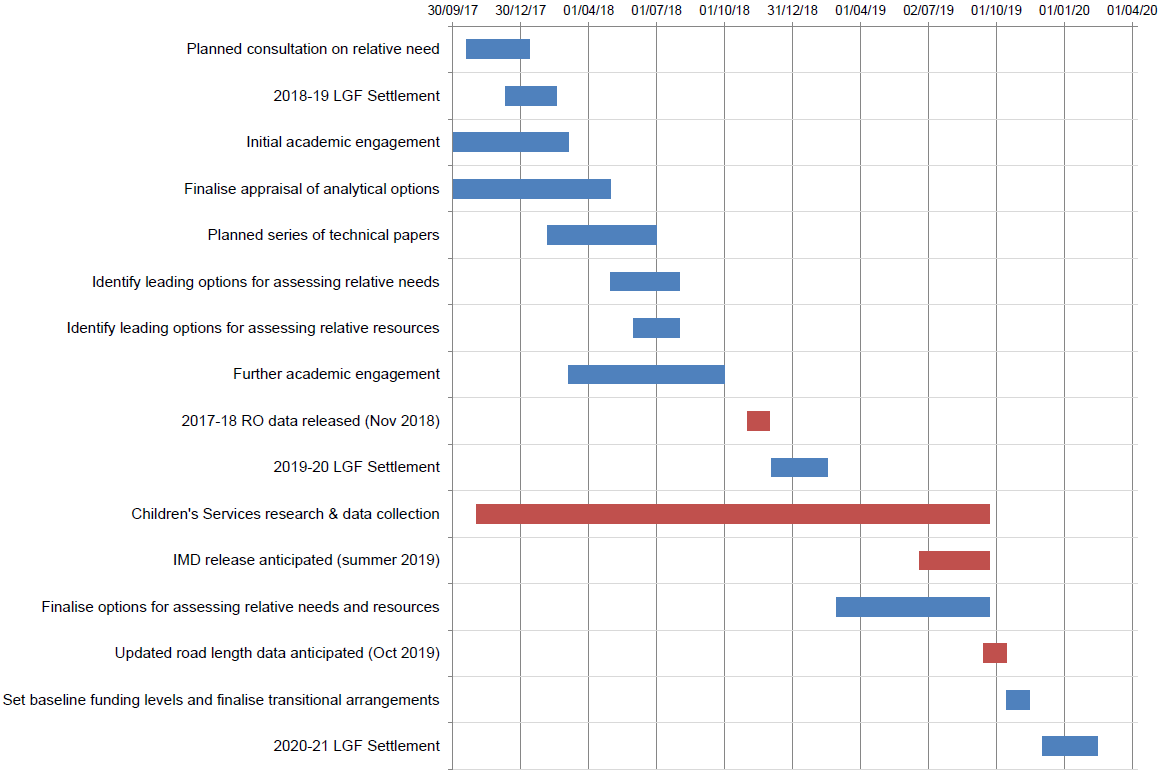 30/09/17 30/12/17 01/04/18 01/07/18 01/10/18 31/12/18 01/04/19 02/07/19 01/10/19 01/01/20 01/04/20
Planned consultation on relative need
2018-19 LGF Settlement
Initial academic engagement
Finalise appraisal of analytical options
Planned series of technical papers
Identify leading options for assessing relative needs
Identify leading options for assessing relative resources
Further academic engagement
2017-18 RO data released (Nov 2018)
2019-20 LGF Settlement
Children's Services research & data collection
IMD release anticipated (summer 2019)
Finalise options for assessing relative needs and resources
Updated road length data anticipated (Oct 2019)
Set baseline funding levels and finalise transitional arrangements
2020-21 LGF Settlement